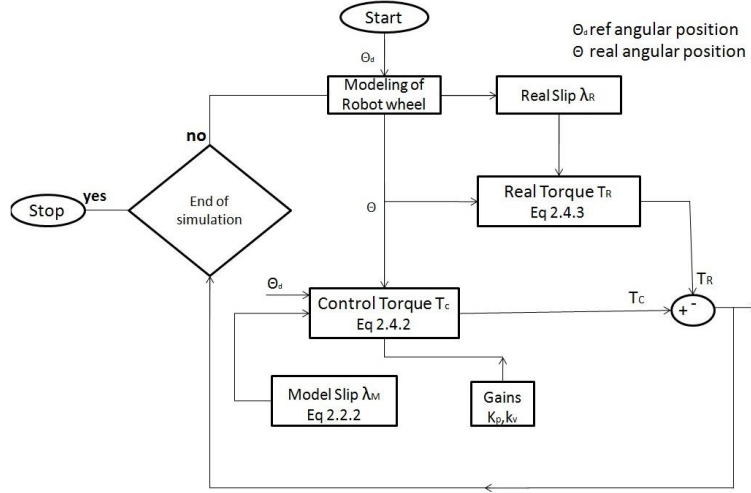 Start
Θd ref angular position
Θ real angular position
Θd
Modeling of
Robot wheel
Real Slip λR
no
yes
Stop
End of
simulation
Θ
Real Torque TR
Eq 2.4.3
Θd
Control Torque Tc
Eq 2.4.2
TC
TR
+ -
Model Slip λM
Eq 2.2.2
Gains
Kp,kv